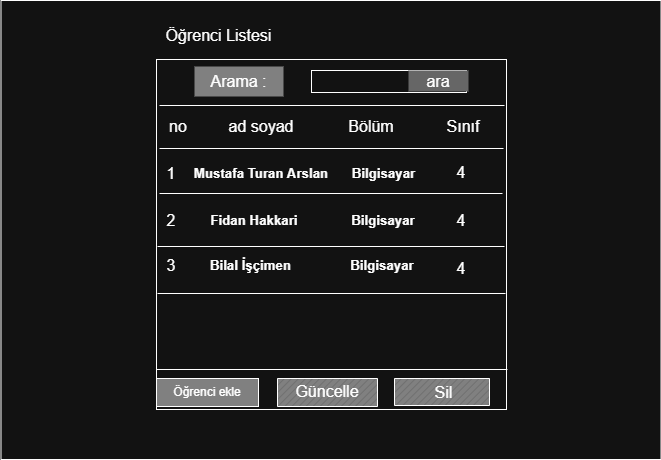 Öğrenci Listesi
Arama : ara
no ad soyad Bölüm Sınıf
1 Mustafa Turan Arslan Bilgisayar 4
2 Fidan Hakkari Bilgisayar 4
3 Bilal İşçimen Bilgisayar 4
Öğrenci ekle Güncelle Sil